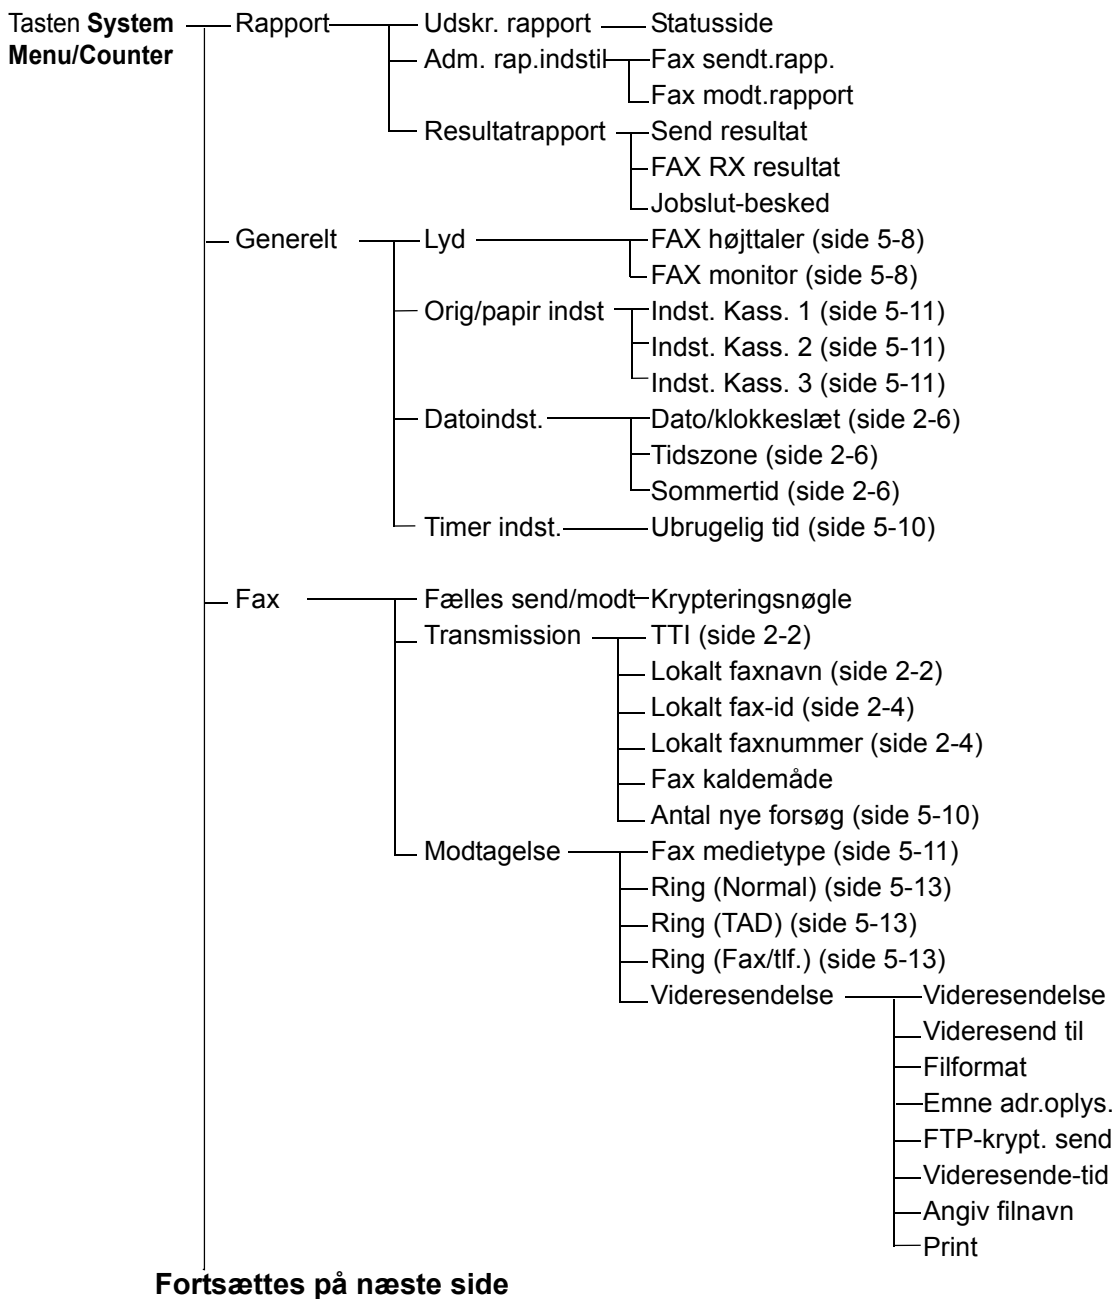 Tasten System Menu/Counter
Rapport
Udskr. rapport
Statusside
Adm. rap.indstil
Fax sendt.rapp.
Fax modt.rapport
Resultatrapport
Send resultat
FAX RX resultat
Jobslut-besked
Generelt
Lyd
FAX højttaler (side 5-8)
FAX monitor (side 5-8)
Orig/papir indst
Indst. Kass. 1 (side 5-11)
Indst. Kass. 2 (side 5-11)
Indst. Kass. 3 (side 5-11)
Datoindst.
Dato/klokkeslæt (side 2-6)
Tidszone (side 2-6)
Sommertid (side 2-6)
Timer indst.
Ubrugelig tid (side 5-10)
Fax
Fælles send/modt
Krypteringsnøgle
Transmission
TTI (side 2-2)
Lokalt faxnavn (side 2-2)
Lokalt fax-id (side 2-4)
Lokalt faxnummer (side 2-4)
Fax kaldemåde
Antal nye forsøg (side 5-10)
Modtagelse
Fax medietype (side 5-11)
Ring (Normal) (side 5-13)
Ring (TAD) (side 5-13)
Ring (Fax/tlf.) (side 5-13)
Videresendelse
Videresendelse
Videresend til
Filformat
Emne adr.oplys.
FTP-krypt. send
Videresende-tid
Angiv filnavn
Print
Fortsættes på næste side